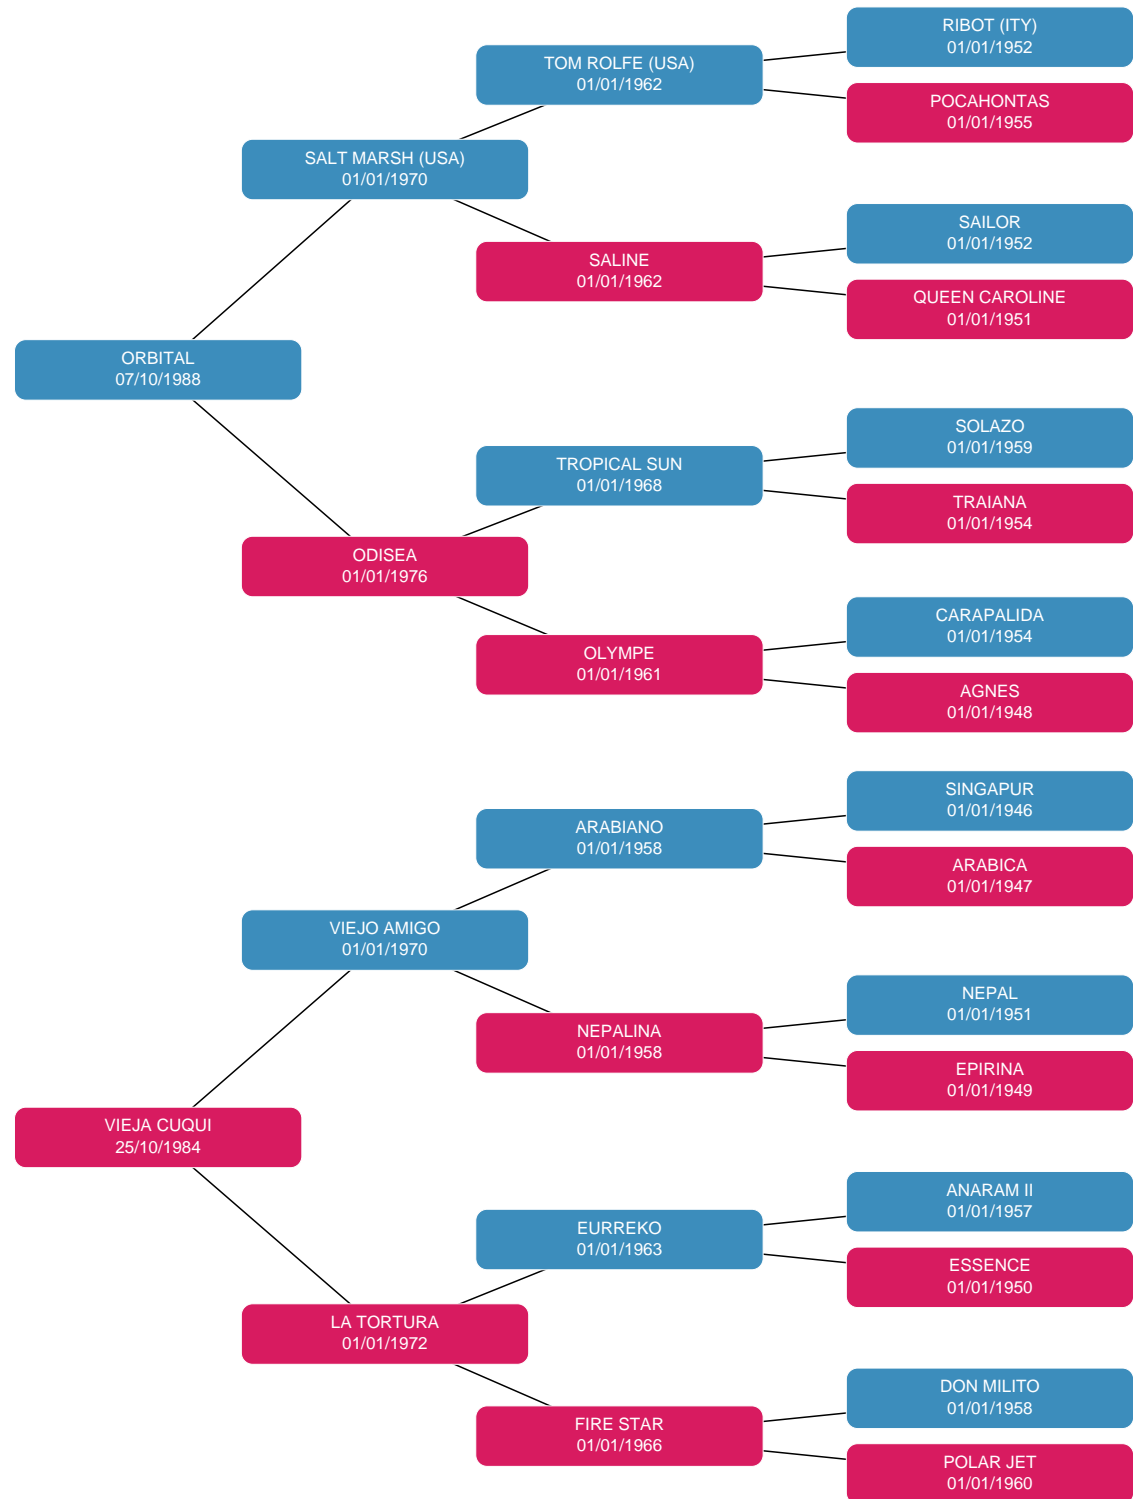 RIBOT (ITY)
01/01/1952
TOM ROLFE (USA)
01/01/1962
POCAHONTAS
01/01/1955
SALT MARSH (USA)
01/01/1970
SAILOR
01/01/1952
SALINE
01/01/1962
QUEEN CAROLINE
01/01/1951
ORBITAL
07/10/1988
SOLAZO
01/01/1959
TROPICAL SUN
01/01/1968
TRAIANA
01/01/1954
ODISEA
01/01/1976
CARAPALIDA
01/01/1954
OLYMPE
01/01/1961
AGNES
01/01/1948
SINGAPUR
01/01/1946
ARABIANO
01/01/1958
ARABICA
01/01/1947
VIEJO AMIGO
01/01/1970
NEPAL
01/01/1951
NEPALINA
01/01/1958
EPIRINA
01/01/1949
VIEJA CUQUI
25/10/1984
ANARAM II
01/01/1957
EURREKO
01/01/1963
ESSENCE
01/01/1950
LA TORTURA
01/01/1972
DON MILITO
01/01/1958
FIRE STAR
01/01/1966
POLAR JET
01/01/1960